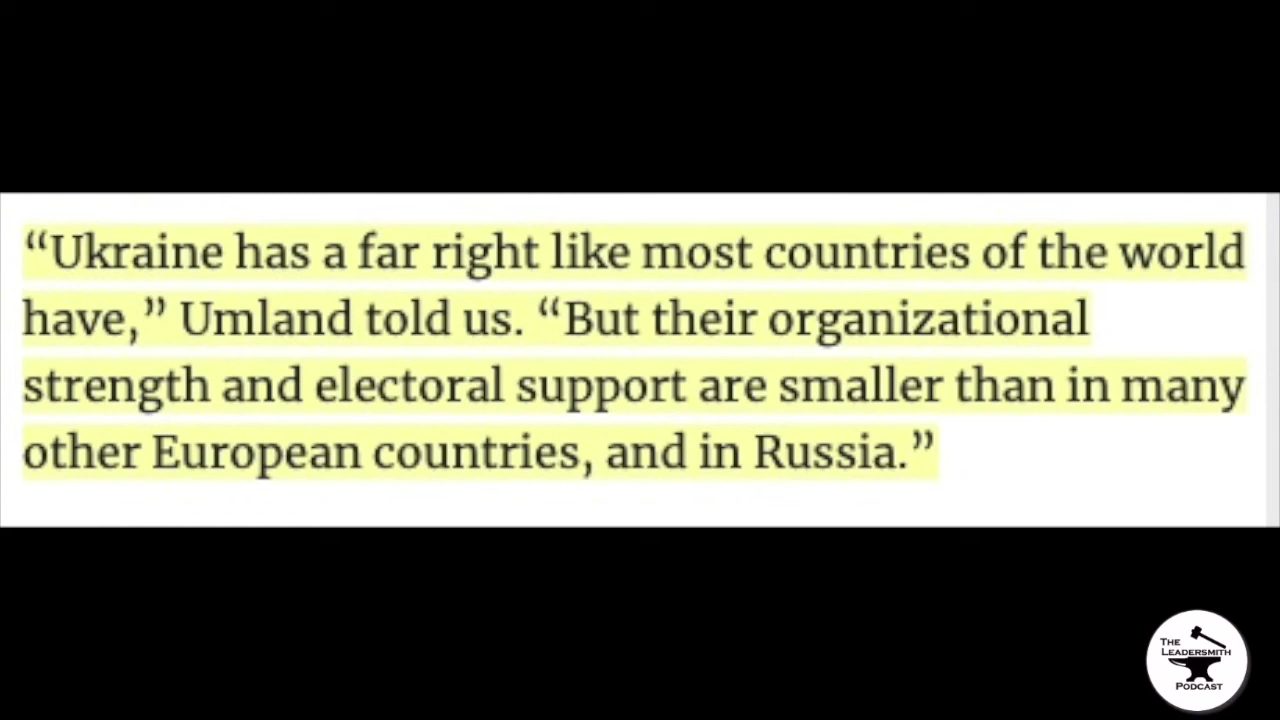 “Ukraine has a far right like most countries of the world
have,” Umland told us. “But their organizational
strength and electoral support are smaller than in many
other European countries, and in Russia.”
The
Leadersmith
Podcast